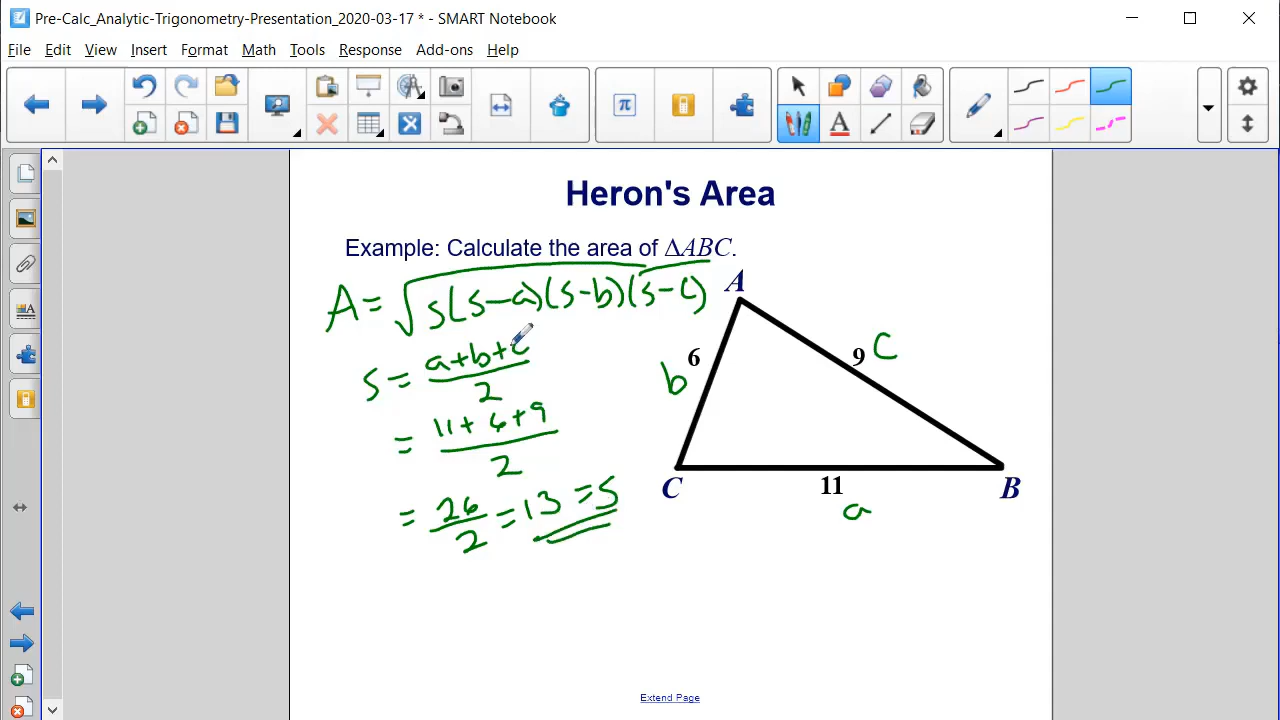 Pre-Calc_Analytic-Trigonometry-Presentation_2020-03-17 * - SMART Notebook
File Edit View Insert Format Math Tools Response Add-ons Help
π
A
Heron's Area
Example: Calculate the area of ΔABC.
A = √s(s-a)(s-b)(s-c)
A
s = a+b+c / 2
6
9 c
b
= 11+6+9 / 2
C
11
B
a
= 26/2 = 13 = s
Extend Page